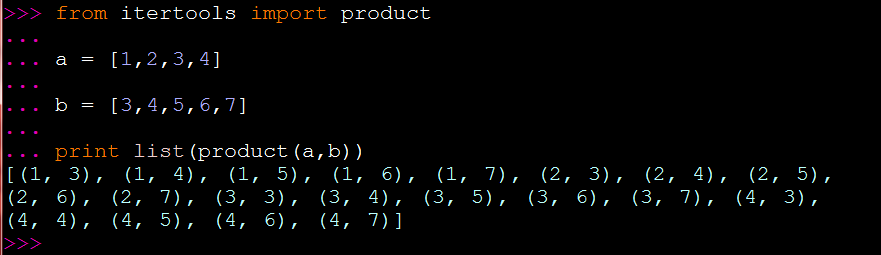 >>> from itertools import product
...
... a = [1,2,3,4]
...
... b = [3,4,5,6,7]
...
... print list(product(a,b))
[(1, 3), (1, 4), (1, 5), (1, 6), (1, 7), (2, 3), (2, 4), (2, 5),
(2, 6), (2, 7), (3, 3), (3, 4), (3, 5), (3, 6), (3, 7), (4, 3),
(4, 4), (4, 5), (4, 6), (4, 7)]
>>>